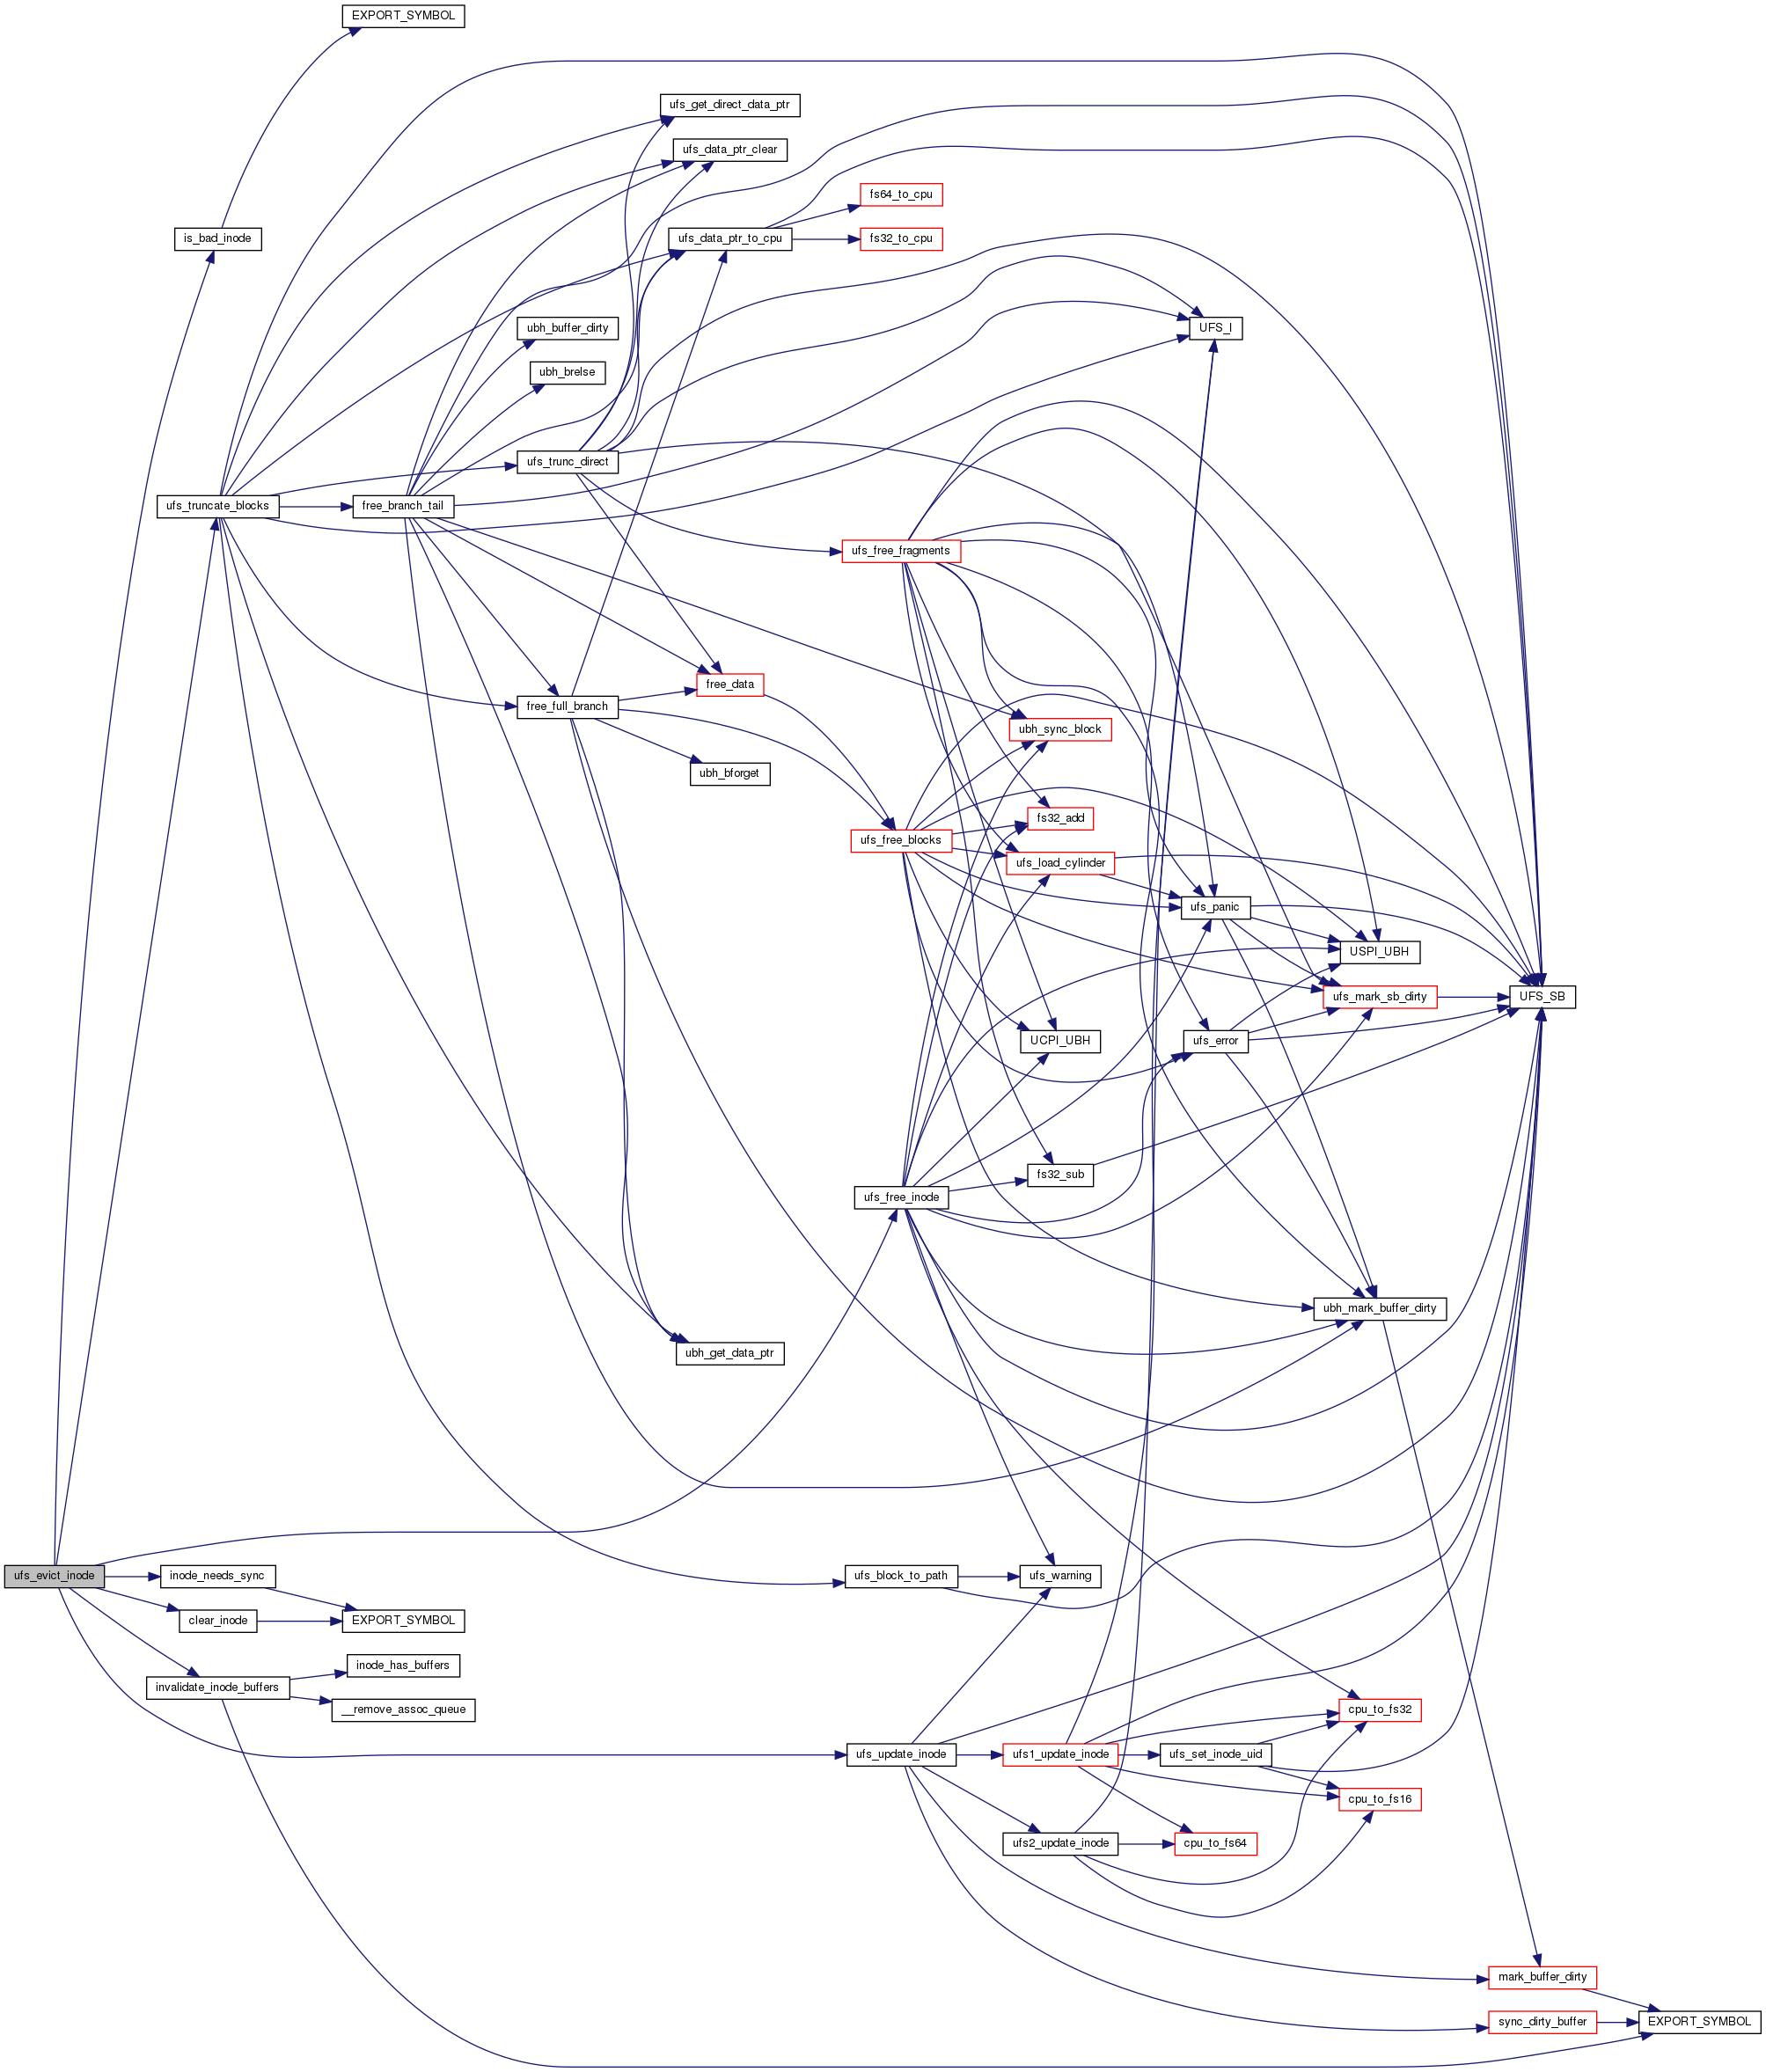 EXPORT_SYMBOL
ufs_get_direct_data_ptr
ufs_data_ptr_clear
fs64_to_cpu
is_bad_inode
ufs_data_ptr_to_cpu
fs32_to_cpu
ubh_buffer_dirty
UFS_I
ubh_brelse
ufs_trunc_direct
ufs_truncate_blocks
free_branch_tail
ufs_free_fragments
free_data
free_full_branch
ubh_sync_block
ubh_bforget
fs32_add
ufs_free_blocks
ufs_load_cylinder
ufs_panic
USPI_UBH
ufs_mark_sb_dirty
UFS_SB
UCPI_UBH
ufs_error
fs32_sub
ufs_free_inode
ubh_mark_buffer_dirty
ubh_get_data_ptr
ufs_evict_inode
inode_needs_sync
ufs_block_to_path
ufs_warning
clear_inode
EXPORT_SYMBOL
inode_has_buffers
invalidate_inode_buffers
__remove_assoc_queue
cpu_to_fs32
ufs_update_inode
ufs1_update_inode
ufs_set_inode_uid
cpu_to_fs16
ufs2_update_inode
cpu_to_fs64
mark_buffer_dirty
sync_dirty_buffer
EXPORT_SYMBOL